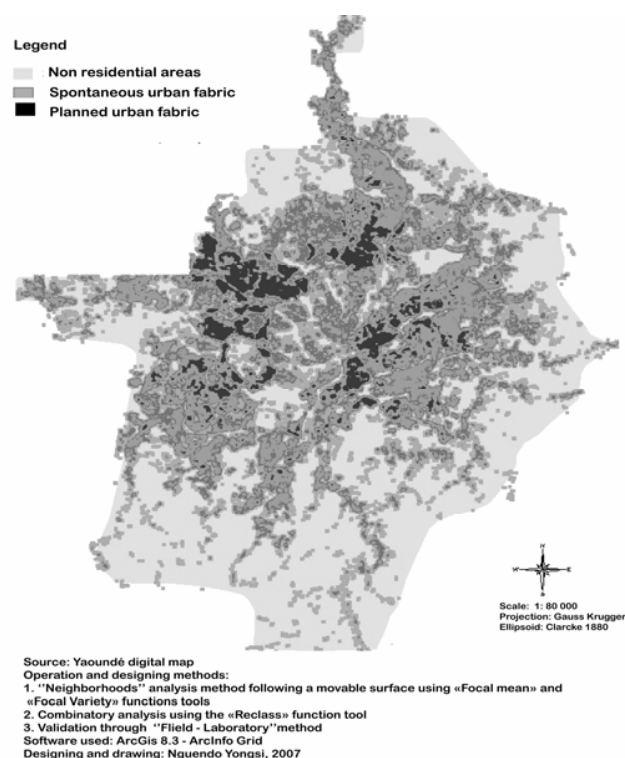 Legend
Non residential areas
: Spontaneous urban fabric
Planned urban fabric
N
W E
S
Scale: 1: 80 000
Projection: Gauss Krugger
Ellipsoid: Clarcke 1880
Source: Yaoundé digital map
Operation and designing methods:
1. ‘‘Neighborhoods’’ analysis method following a movable surface using «Focal mean» and
«Focal Variety» functions tools
2. Combinatory analysis using the «Reclass» function tool
3. Validation through ‘‘Flield - Laboratory’’method
Software used: ArcGis 8.3 - ArcInfo Grid
Designing and drawing: Nguendo Yongsi, 2007